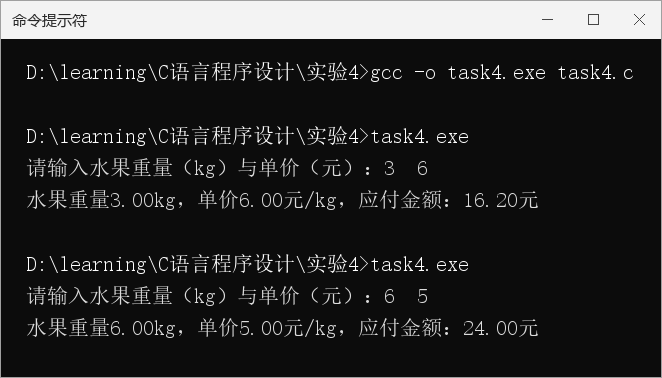 命令提示符
D:\learning\C语言程序设计\实验4>gcc -o task4.exe task4.c
D:\learning\C语言程序设计\实验4>task4.exe
请输入水果重量（kg）与单价（元）：3  6
水果重量3.00kg，单价6.00元/kg，应付金额：16.20元
D:\learning\C语言程序设计\实验4>task4.exe
请输入水果重量（kg）与单价（元）：6  5
水果重量6.00kg，单价5.00元/kg，应付金额：24.00元